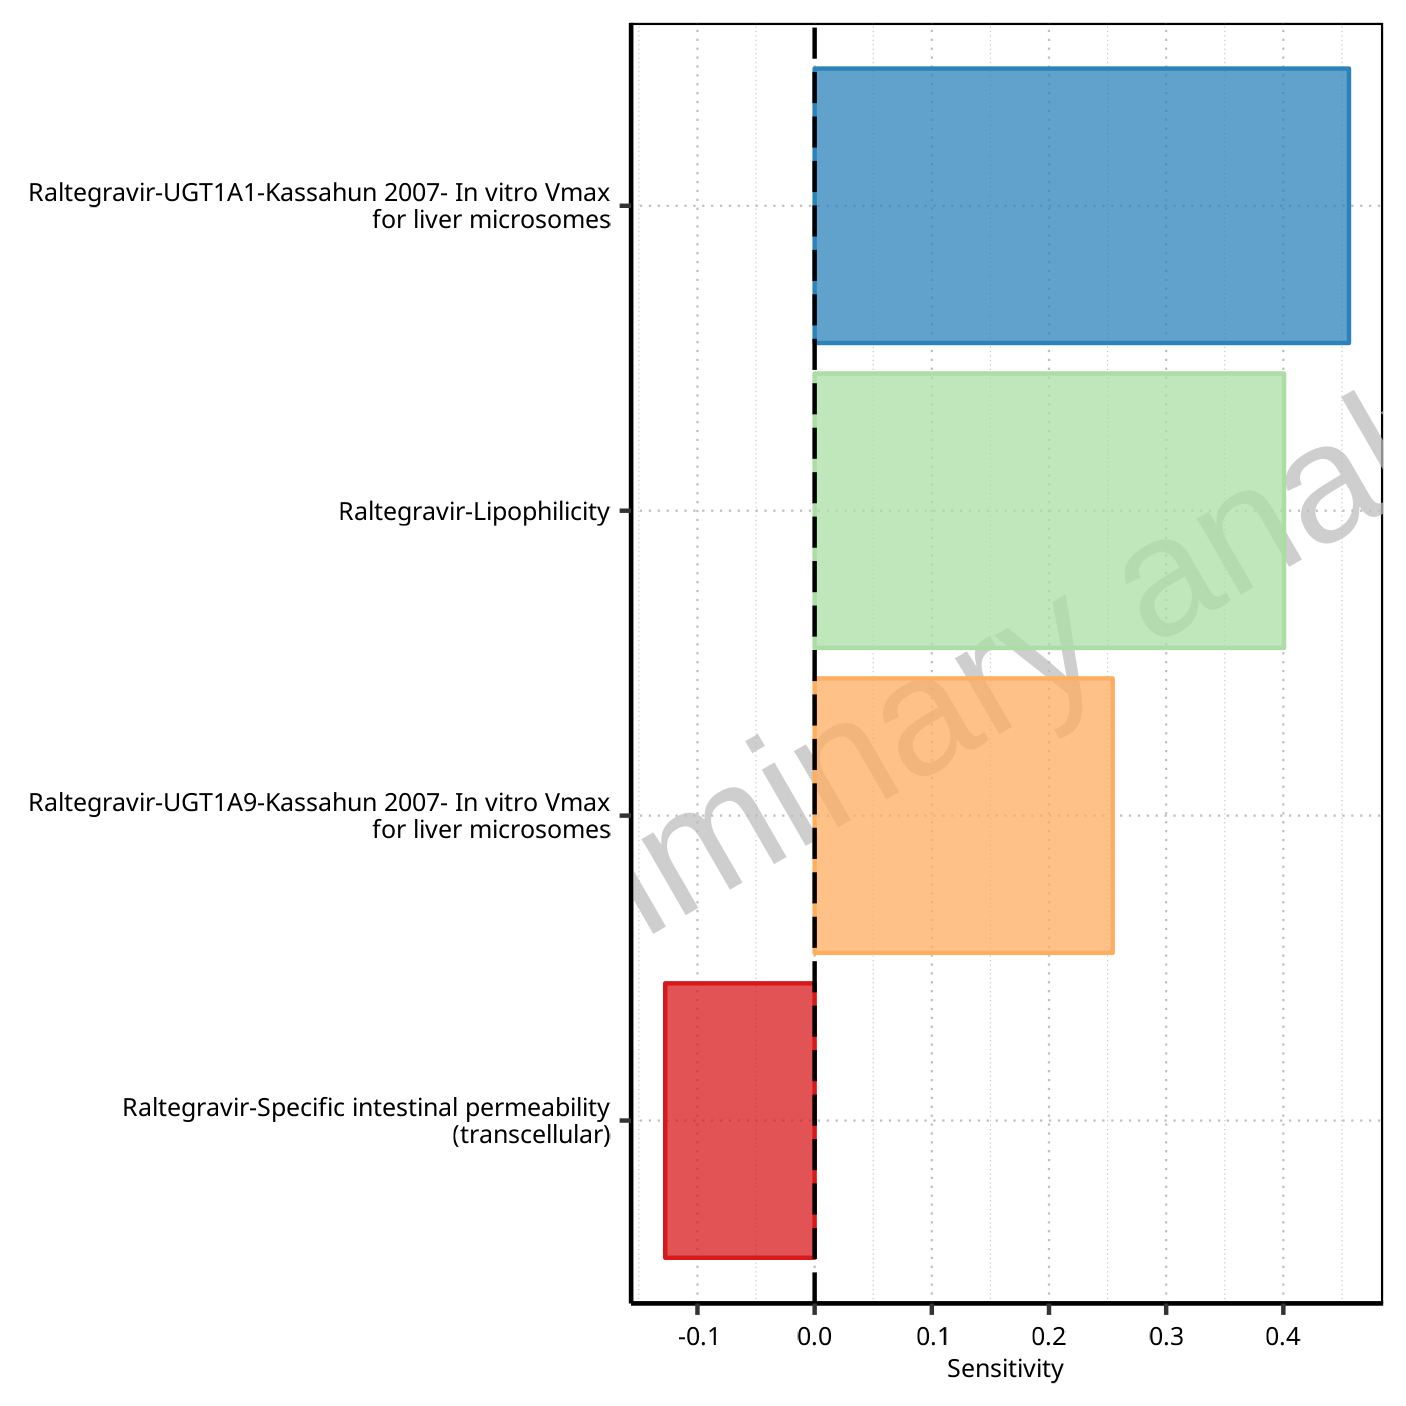 Raltegravir-UGT1A1-Kassahun 2007- In vitro Vmax
for liver microsomes
Raltegravir-Lipophilicity
Raltegravir-UGT1A9-Kassahun 2007- In vitro Vmax
for liver microsomes
Raltegravir-Specific intestinal permeability
(transcellular)
minary anal
-0.1 0.0 0.1 0.2 0.3 0.4
Sensitivity